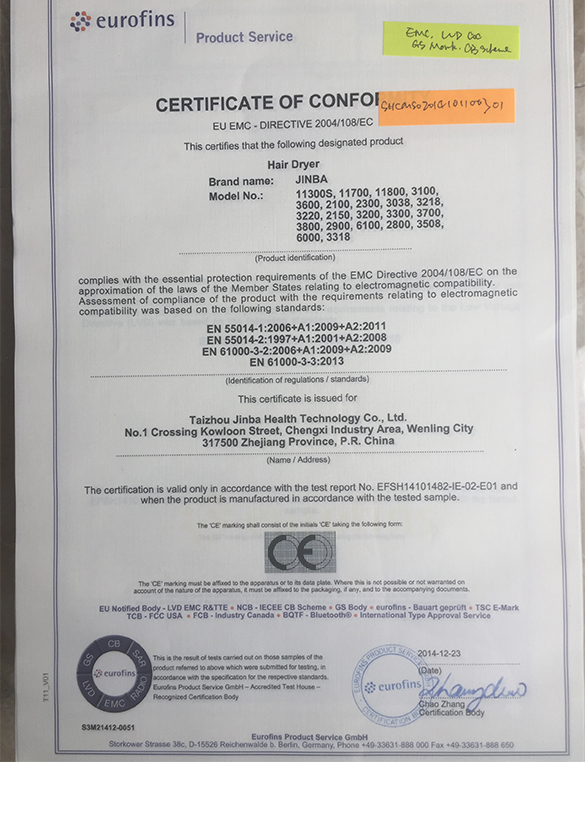 eurofins
Product Service
EMC, LVD CoC
GS Mark. CB scheme
CERTIFICATE OF CONFO
EU EMC - DIRECTIVE 2004/108/EC
This certifies that the following designated product
Hair Dryer
Brand name: JINBA
Model No.: 11300S, 11700, 11800, 3100,
3600, 2100, 2300, 3038, 3218,
3220, 2150, 3200, 3300, 3700,
3800, 2900, 6100, 2800, 3508,
6000, 3318
(Product identification)
complies with the essential protection requirements of the EMC Directive 2004/108/EC on the
approximation of the laws of the Member States relating to electromagnetic compatibility.
Assessment of compliance of the product with the requirements relating to electromagnetic
compatibility was based on the following standards:
EN 55014-1:2006+A1:2009+A2:2011
EN 55014-2:1997+A1:2001+A2:2008
EN 61000-3-2:2006+A1:2009+A2:2009
EN 61000-3-3:2013
(Identification of regulations / standards)
This certificate is issued for
Taizhou Jinba Health Technology Co., Ltd.
No.1 Crossing Kowloon Street, Chengxi Industry Area, Wenling City
317500 Zhejiang Province, P.R. China
(Name / Address)
The certification is valid only in accordance with the test report No. EFSH14101482-IE-02-E01 and
when the product is manufactured in accordance with the tested sample.
The 'CE' marking shall consist of the initials 'CE' taking the following form:
CE
The 'CE' marking must be affixed to the apparatus or to its data plate. Where this is not possible or not warranted on
account of the nature of the apparatus, it must be affixed to the packaging, if any, and to the accompanying documents.
EU Notified Body - LVD EMC R&TTE • NCB - IECEE CB Scheme • GS Body • eurofins - Bauart geprüft • TSC E-Mark
TCB - FCC USA • FCB - Industry Canada • BQTF - Bluetooth® • International Type Approval Service
CB SAR RADIO EMC LVD GS
eurofins
This is the result of tests carried out on those samples of the
product referred to above which were submitted for testing, in
accordance with the specification for the respective standards.
Eurofins Product Service GmbH – Accredited Test House –
Recognized Certification Body
EUROFINS PRODUCT SERV
eurofins
CERTIFICATION B
2014-12-23
(Date)
Chao Zhang
Certification Body
T11_V01
S3M21412-0051
Eurofins Product Service GmbH
Storkower Strasse 38c, D-15526 Reichenwalde b. Berlin, Germany, Phone +49-33631-888 000 Fax +49-33631-888 650